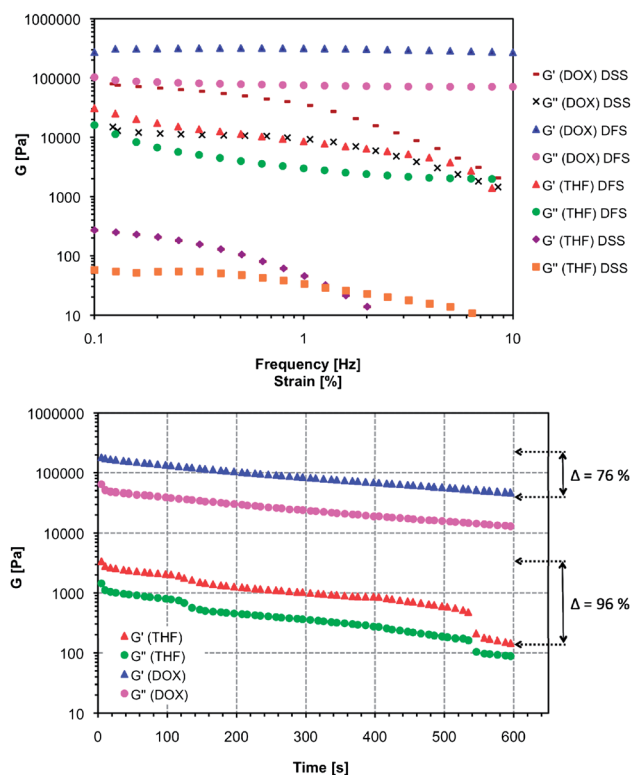 1000000
100000
10000
1000
100
10
G [Pa]
0.1
1
10
Frequency [Hz]
Strain [%]
G' (DOX) DSS
G'' (DOX) DSS
G' (DOX) DFS
G'' (DOX) DFS
G' (THF) DFS
G'' (THF) DFS
G' (THF) DSS
G'' (THF) DSS
1000000
100000
10000
1000
100
10
G [Pa]
G' (THF)
G'' (THF)
G' (DOX)
G'' (DOX)
0
100
200
300
400
500
600
Time [s]
Δ = 76 %
Δ = 96 %